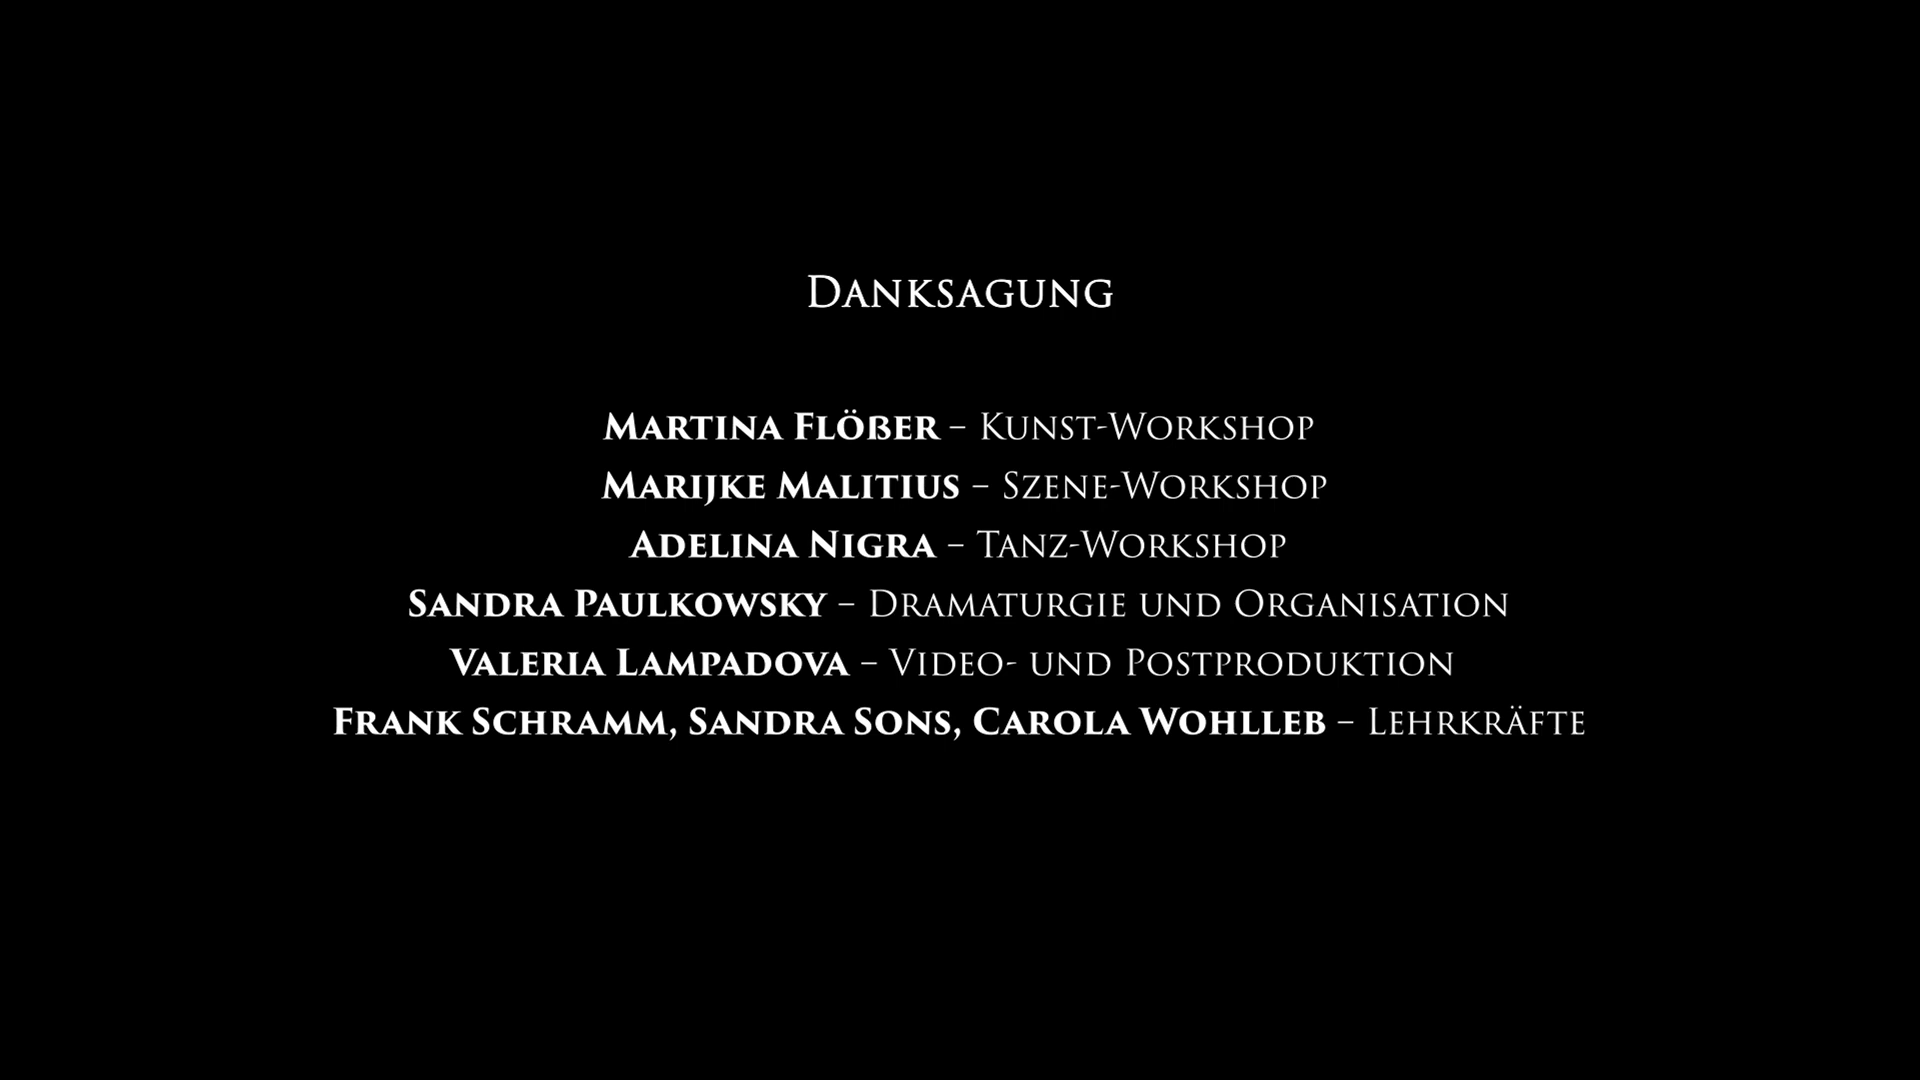 Danksagung
Martina Flößer – Kunst-Workshop
Marijke Malitius – Szene-Workshop
Adelina Nigra – Tanz-Workshop
Sandra Paulkowsky – Dramaturgie und Organisation
Valeria Lampadova – Video- und Postproduktion
Frank Schramm, Sandra Sons, Carola Wohlleb – Lehrkräfte